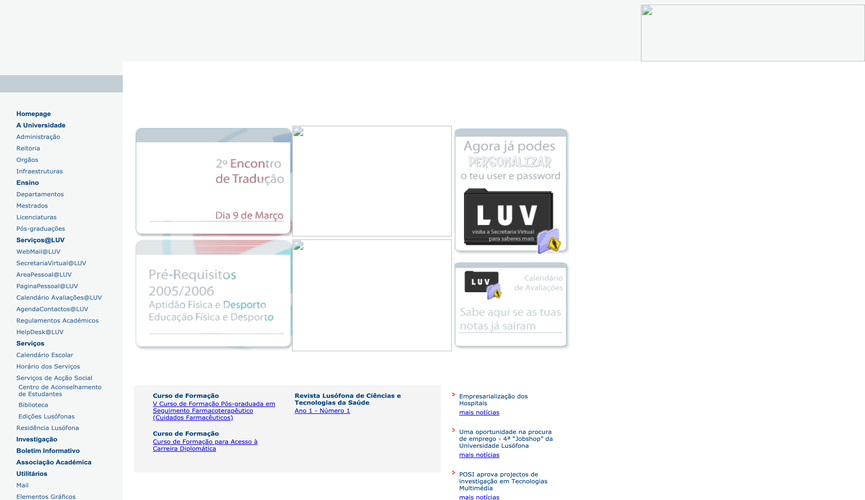 Homepage
A Universidade
Administração
Reitoria
Orgãos
Infraestruturas
Ensino
Departamentos
Mestrados
Licenciaturas
Pós-graduações
Serviços@LUV
WebMail@LUV
SecretariaVirtual@LUV
AreaPessoal@LUV
PaginaPessoal@LUV
Calendário Avaliações@LUV
AgendaContactos@LUV
Regulamentos Académicos
HelpDesk@LUV
Serviços
Calendário Escolar
Horário dos Serviços
Serviços de Acção Social
Centro de Aconselhamento
de Estudantes
Biblioteca
Edições Lusófonas
Residência Lusófona
Investigação
Boletim Informativo
Associação Académica
Utilitários
Mail
Elementos Gráficos
2º Encontro
de Tradução
Dia 9 de Março
Pré-Requisitos
2005/2006
Aptidão Física e Desporto
Educação Física e Desporto
Agora já podes
PERSONALIZAR
o teu user e password
LUV
visita a Secretaria Virtual
para saberes mais
LUV
Calendário
de Avaliações
Sabe aqui se as tuas
notas já sairam
Curso de Formação
V Curso de Formação Pós-graduada em
Seguimento Farmacoterapêutico
(Cuidados Farmacêuticos)
Curso de Formação
Curso de Formação para Acesso à
Carreira Diplomática
Revista Lusófona de Ciências e
Tecnologias da Saúde
Ano 1 - Número 1
Empresarialização dos
Hospitais
mais notícias
Uma oportunidade na procura
de emprego - 4ª "Jobshop" da
Universidade Lusófona
mais notícias
POSI aprova projectos de
investigação em Tecnologias
Multimédia
mais notícias